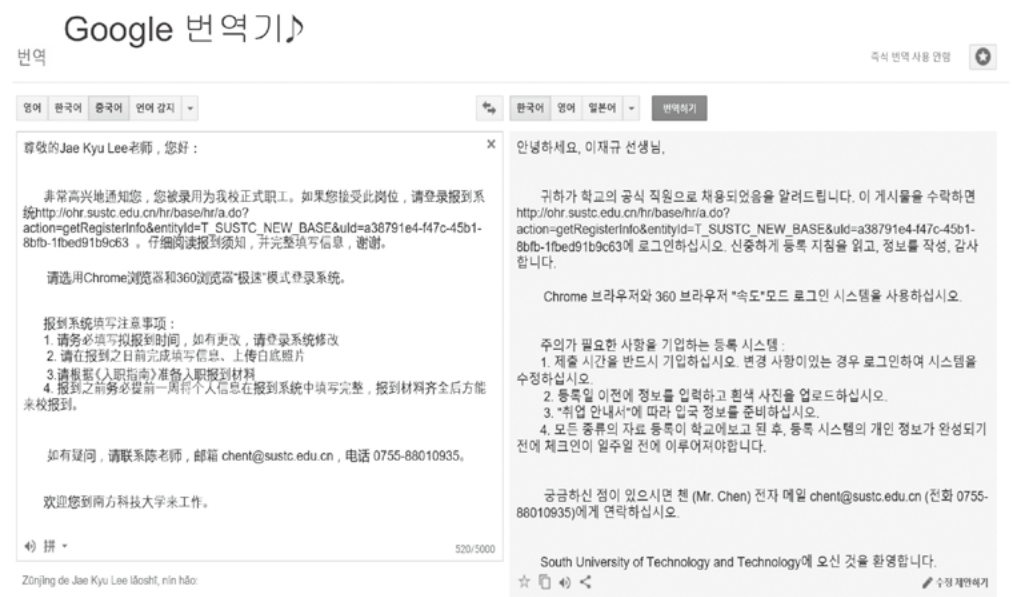 Google 번역기♪
번역
즉석 번역 사용 안함
영어 한국어 중국어 언어 감지
한국어 영어 일본어 번역하기
尊敬的Jae Kyu Lee老师，您好：
非常高兴地通知您，您被录用为我校正式职工。如果您接受此岗位，请登录报到系
统http://ohr.sustc.edu.cn/hr/base/hr/a.do?
action=getRegisterInfo&entityId=T_SUSTC_NEW_BASE&uId=a38791e4-f47c-45b1-
8bfb-1fbed91b9c63 。仔细阅读报到须知，并完整填写信息，谢谢。
请选用Chrome浏览器和360浏览器“极速”模式登录系统。
报到系统填写注意事项：
1. 请务必填写拟报到时间，如有更改，请登录系统修改
2. 请在报到之日前完成填写信息、上传白底照片
3.请根据《入职指南》准备入职报到材料
4. 报到之前务必提前一周将个人信息在报到系统中填写完整，报到材料齐全后方能
来校报到。
如有疑问，请联系陈老师，邮箱 chent@sustc.edu.cn，电话 0755-88010935。
欢迎您到南方科技大学来工作。
拼
520/5000
Zūnjìng de Jae Kyu Lee lǎoshī, nín hǎo:
안녕하세요, 이재규 선생님,
귀하가 학교의 공식 직원으로 채용되었음을 알려드립니다. 이 게시물을 수락하면
http://ohr.sustc.edu.cn/hr/base/hr/a.do?
action=getRegisterInfo&entityId=T_SUSTC_NEW_BASE&uId=a38791e4-f47c-45b1-
8bfb-1fbed91b9c63에 로그인하십시오. 신중하게 등록 지침을 읽고, 정보를 작성, 감사
합니다.
Chrome 브라우저와 360 브라우저 "속도"모드 로그인 시스템을 사용하십시오.
주의가 필요한 사항을 기입하는 등록 시스템 :
1. 제출 시간을 반드시 기입하십시오. 변경 사항이있는 경우 로그인하여 시스템을
수정하십시오.
2. 등록일 이전에 정보를 입력하고 흰색 사진을 업로드하십시오.
3. "취업 안내서"에 따라 입국 정보를 준비하십시오.
4. 모든 종류의 자료 등록이 학교에보고 된 후, 등록 시스템의 개인 정보가 완성되기
전에 체크인이 일주일 전에 이루어져야합니다.
궁금하신 점이 있으시면 첸 (Mr. Chen) 전자 메일 chent@sustc.edu.cn (전화 0755-
88010935)에게 연락하십시오.
South University of Technology and Technology에 오신 것을 환영합니다.
수정 제안하기